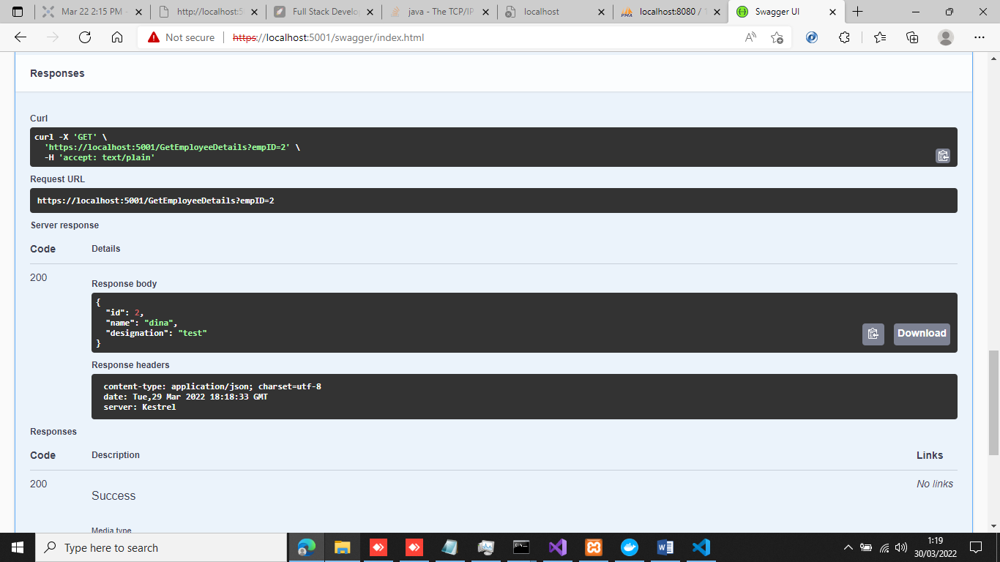 Mar 22 2:15 PM -
http://localhost:5
Full Stack Develo
java - The TCP/IP
localhost
localhost:8080 / 
Swagger UI
Not secure
https://localhost:5001/swagger/index.html
Responses
Curl
curl -X 'GET' \
'https://localhost:5001/GetEmployeeDetails?empID=2' \
-H 'accept: text/plain'
Request URL
https://localhost:5001/GetEmployeeDetails?empID=2
Server response
Code Details
200
Response body
{
"id": 2,
"name": "dina",
"designation": "test"
}
Download
Response headers
content-type: application/json; charset=utf-8
date: Tue,29 Mar 2022 18:18:33 GMT
server: Kestrel
Responses
Code Description Links
200
Success
No links
Media type
Type here to search
1:19
30/03/2022